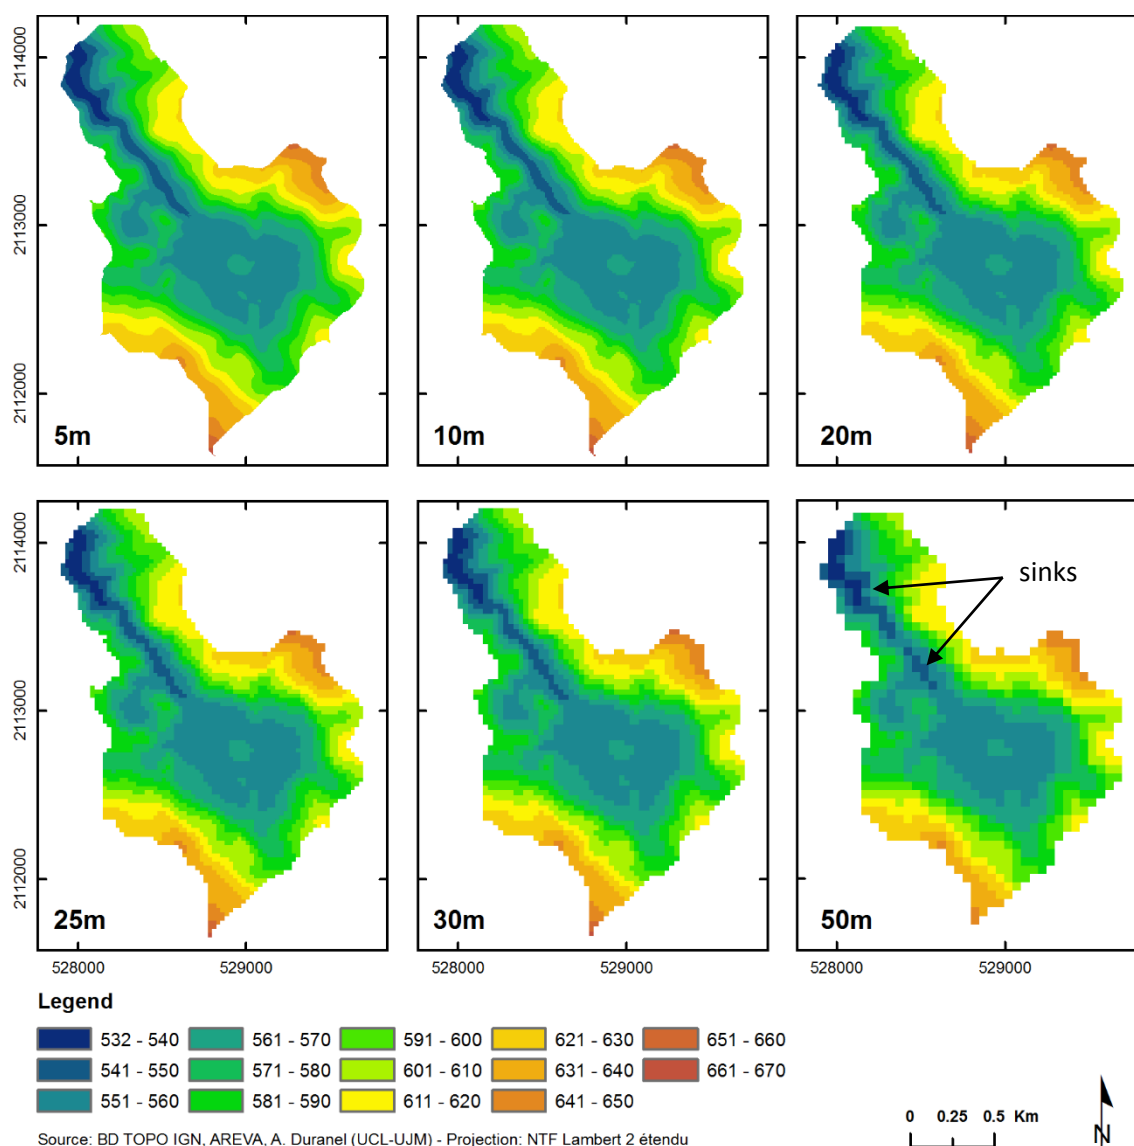 2114000
2113000
2112000
5m
10m
20m
2114000
2113000
2112000
sinks
25m
30m
50m
528000 529000 528000 529000 528000 529000
Legend
532 - 540 561 - 570 591 - 600 621 - 630 651 - 660
541 - 550 571 - 580 601 - 610 631 - 640 661 - 670
551 - 560 581 - 590 611 - 620 641 - 650
0 0.25 0.5 Km
N
Source: BD TOPO IGN, AREVA, A. Duranel (UCL-UJM) - Projection: NTF Lambert 2 étendu